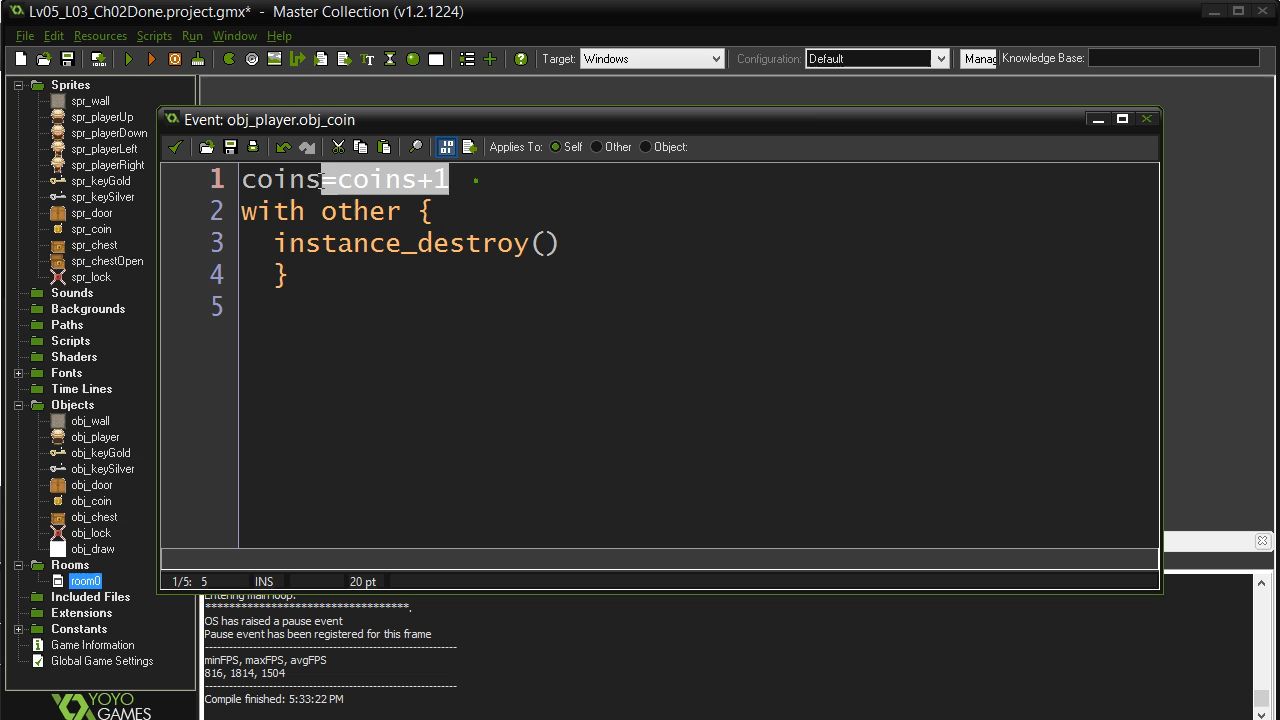 Lv05_L03_Ch02Done.project.gmx* - Master Collection (v1.2.1224)
File Edit Resources Scripts Run Window Help
Target: Windows Configuration: Default Manag Knowledge Base:
Sprites
spr_wall
spr_playerUp
spr_playerDown
spr_playerLeft
spr_playerRight
spr_keyGold
spr_keySilver
spr_door
spr_coin
spr_chest
spr_chestOpen
spr_lock
Sounds
Backgrounds
Paths
Scripts
Shaders
Fonts
Time Lines
Objects
obj_wall
obj_player
obj_keyGold
obj_keySilver
obj_door
obj_coin
obj_chest
obj_lock
obj_draw
Rooms
room0
Included Files
Extensions
Constants
Game Information
Global Game Settings
YOYO
GAMES
Event: obj_player.obj_coin
Applies To: Self Other Object:
1 coins=coins+1
2 with other {
3 instance_destroy()
4 }
5
1/5: 5 INS 20 pt
Entering main loop.
**********************************.
OS has raised a pause event
Pause event has been registered for this frame
minFPS, maxFPS, avgFPS
816, 1814, 1504
Compile finished: 5:33:22 PM